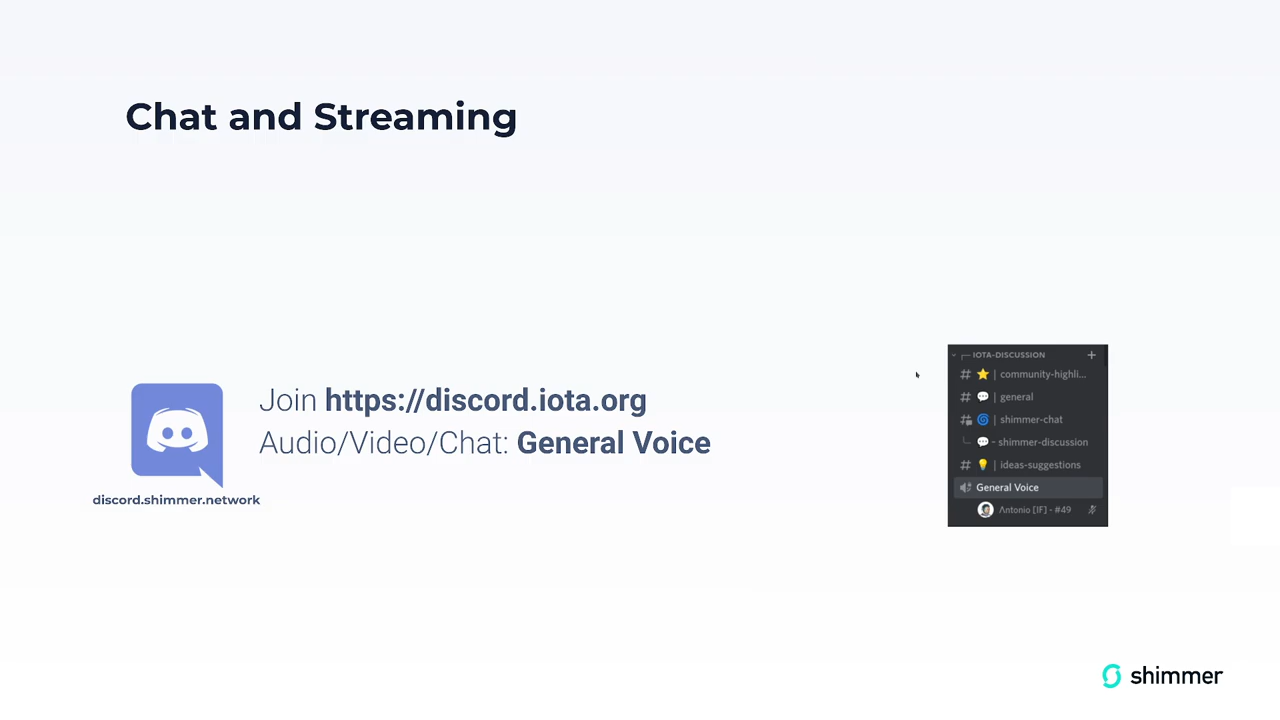 Chat and Streaming
Join https://discord.iota.org
Audio/Video/Chat: General Voice
discord.shimmer.network
IOTA-DISCUSSION +
# ⭐ | community-highli...
# 💬 | general
# 🌀 | shimmer-chat
💬 - shimmer-discussion
# 💡 | ideas-suggestions
General Voice
Antonio [IF] - #49
shimmer